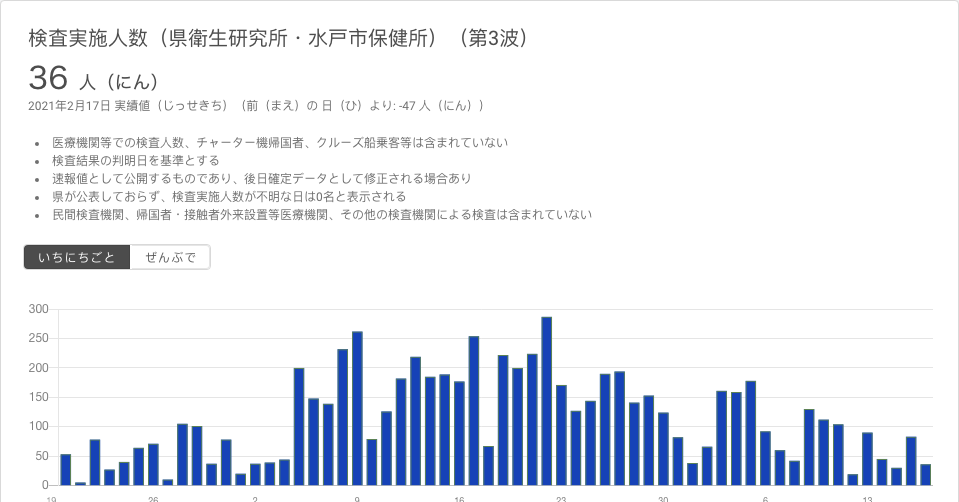 検査実施人数（県衛生研究所・水戸市保健所）（第3波）
36 人（にん）
2021年2月17日 実績値（じっせきち）（前（まえ）の 日（ひ）より: -47 人（にん））
• 医療機関等での検査人数、チャーター機帰国者、クルーズ船乗客等は含まれていない
• 検査結果の判明日を基準とする
• 速報値として公開するものであり、後日確定データとして修正される場合あり
• 県が公表しておらず、検査実施人数が不明な日は0名と表示される
• 民間検査機関、帰国者・接触者外来設置等医療機関、その他の検査機関による検査は含まれていない
いちにちごと ぜんぶで
300
250
200
150
100
50
0
19 26 2 9 16 23 30 6 13